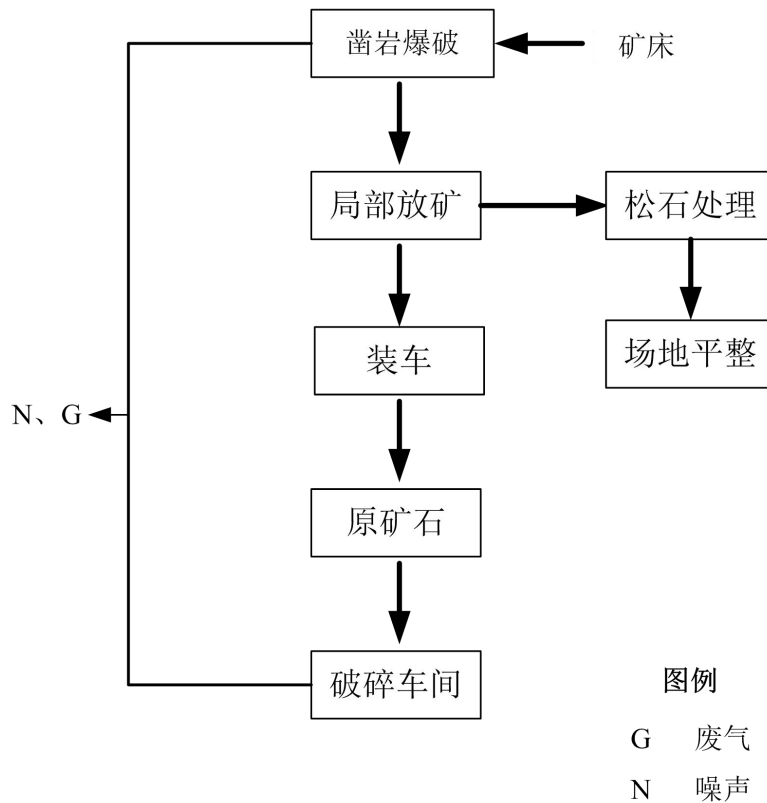 凿岩爆破
矿床
局部放矿
松石处理
装车
场地平整
N、G
原矿石
破碎车间
图例
G 废气
N 噪声